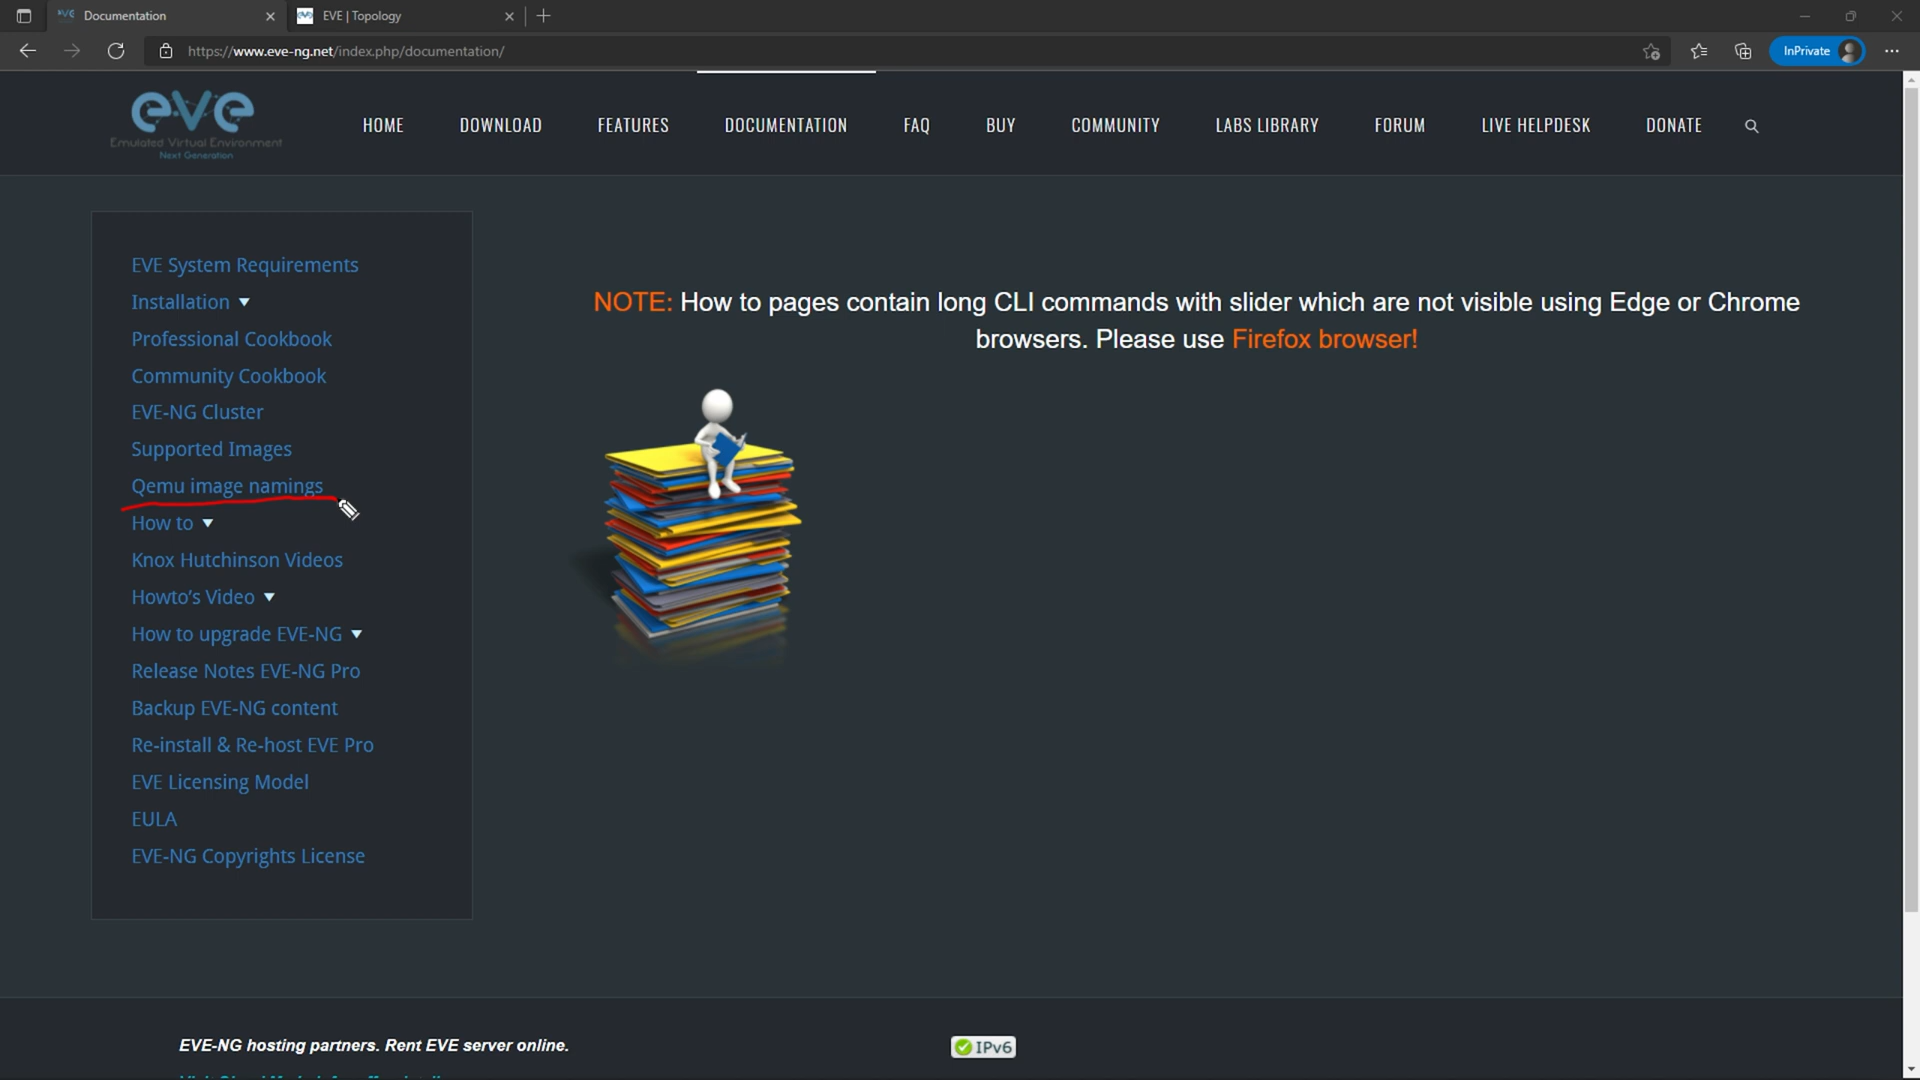 Documentation
EVE | Topology
https://www.eve-ng.net/index.php/documentation/
InPrivate
eve
Emulated Virtual Environment
Next Generation
HOME
DOWNLOAD
FEATURES
DOCUMENTATION
FAQ
BUY
COMMUNITY
LABS LIBRARY
FORUM
LIVE HELPDESK
DONATE
EVE System Requirements
Installation
Professional Cookbook
Community Cookbook
EVE-NG Cluster
Supported Images
Qemu image namings
How to
Knox Hutchinson Videos
Howto's Video
How to upgrade EVE-NG
Release Notes EVE-NG Pro
Backup EVE-NG content
Re-install & Re-host EVE Pro
EVE Licensing Model
EULA
EVE-NG Copyrights License
NOTE: How to pages contain long CLI commands with slider which are not visible using Edge or Chrome
browsers. Please use Firefox browser!
EVE-NG hosting partners. Rent EVE server online.
IPv6